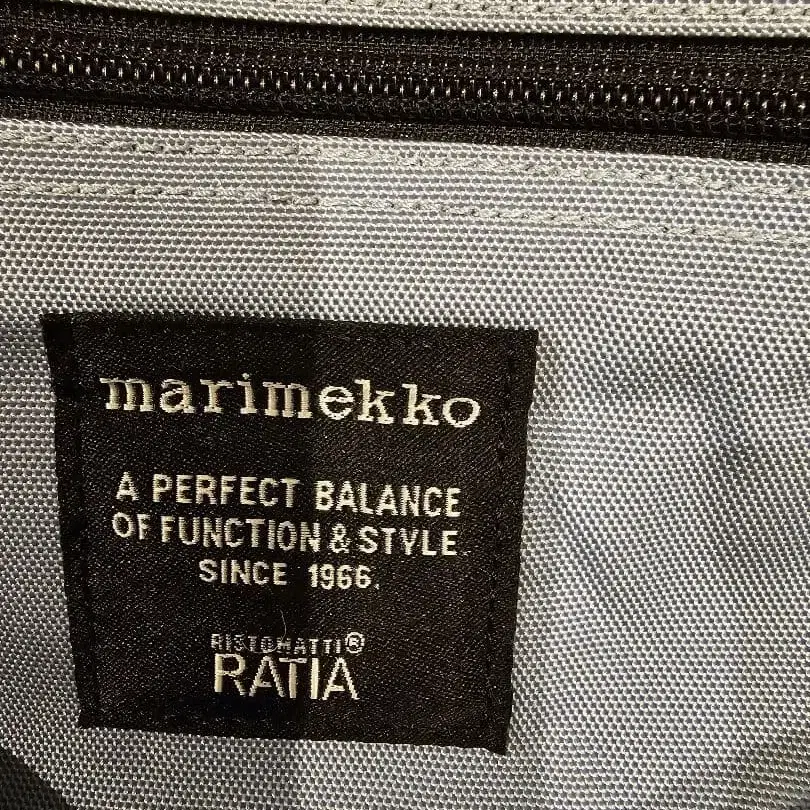 marimekko
A PERFECT BALANCE
OF FUNCTION & STYLE.
SINCE 1966.
RISTOMATTI®
RATIA